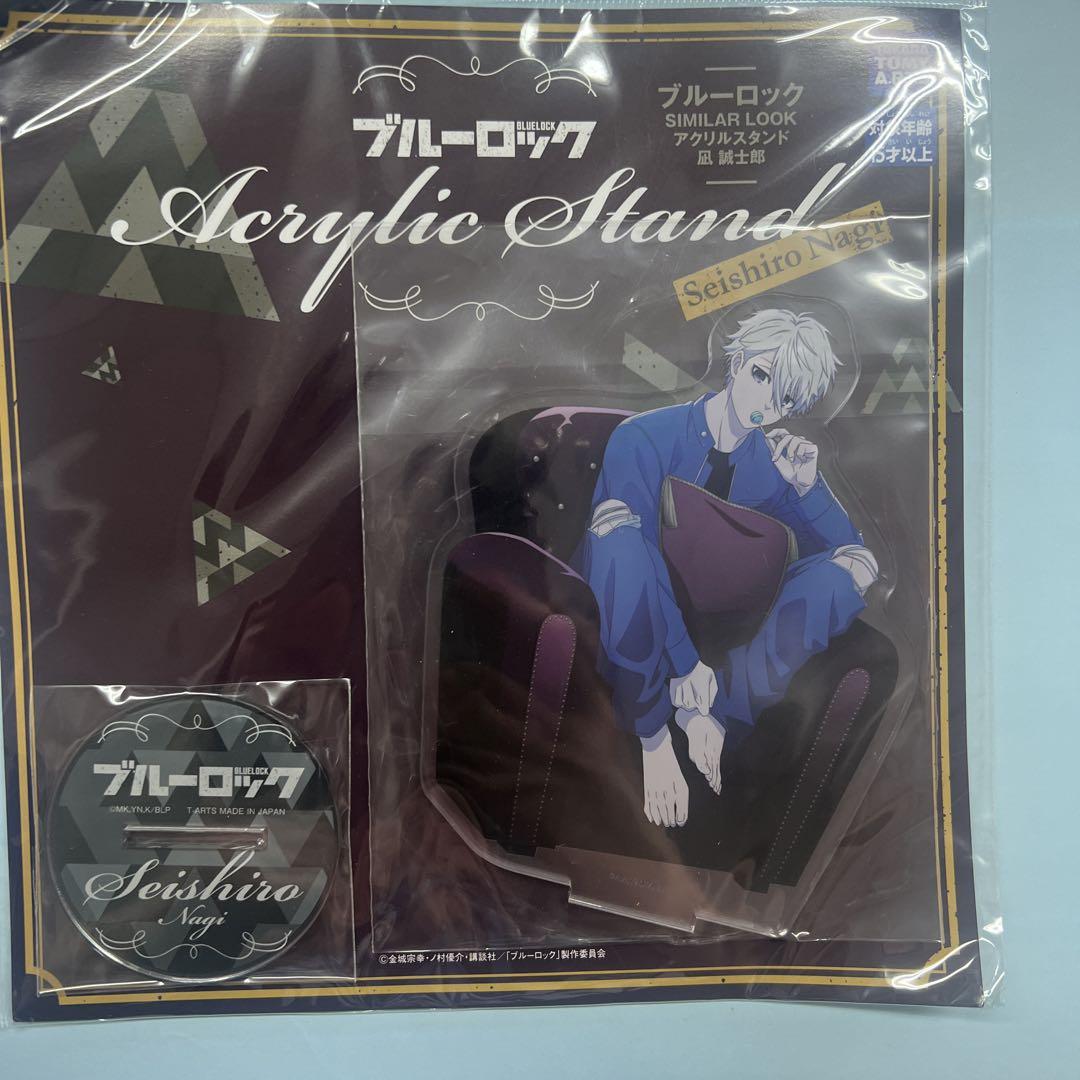 ブルーロック
BLUELOCK
Acrylic Stand
ブルーロック
SIMILAR LOOK
アクリルスタンド
凪 誠士郎
TOMY
対象年齢
15才以上
Seishiro Nagi
ブルーロック
BLUELOCK
©MK,YN,K/BLP T-ARTS MADE IN JAPAN
Seishiro
Nagi
©金城宗幸・ノ村優介・講談社/「ブルーロック」製作委員会